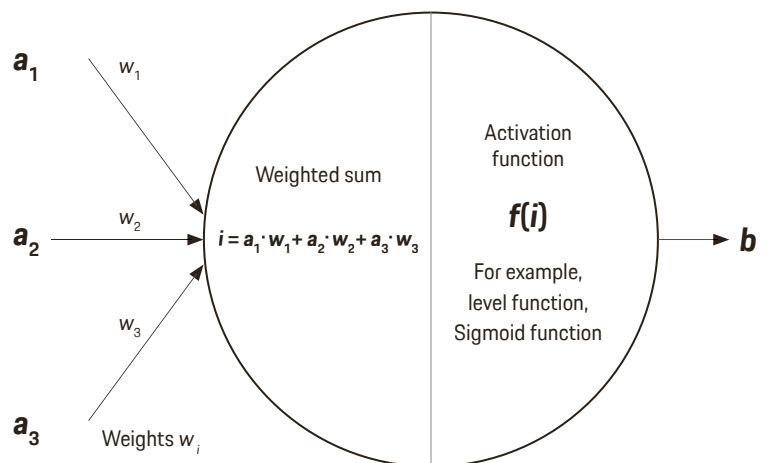 a₁
w₁
Activation
function
Weighted sum
f(i)
a₂
w₂
i = a₁· w₁+ a₂· w₂+ a₃· w₃
b
For example,
level function,
Sigmoid function
w₃
a₃
Weights wᵢ